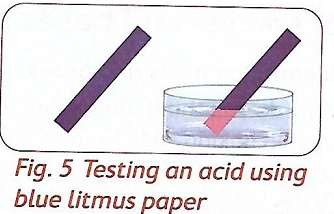 Fig. 5 Testing an acid using
blue litmus paper